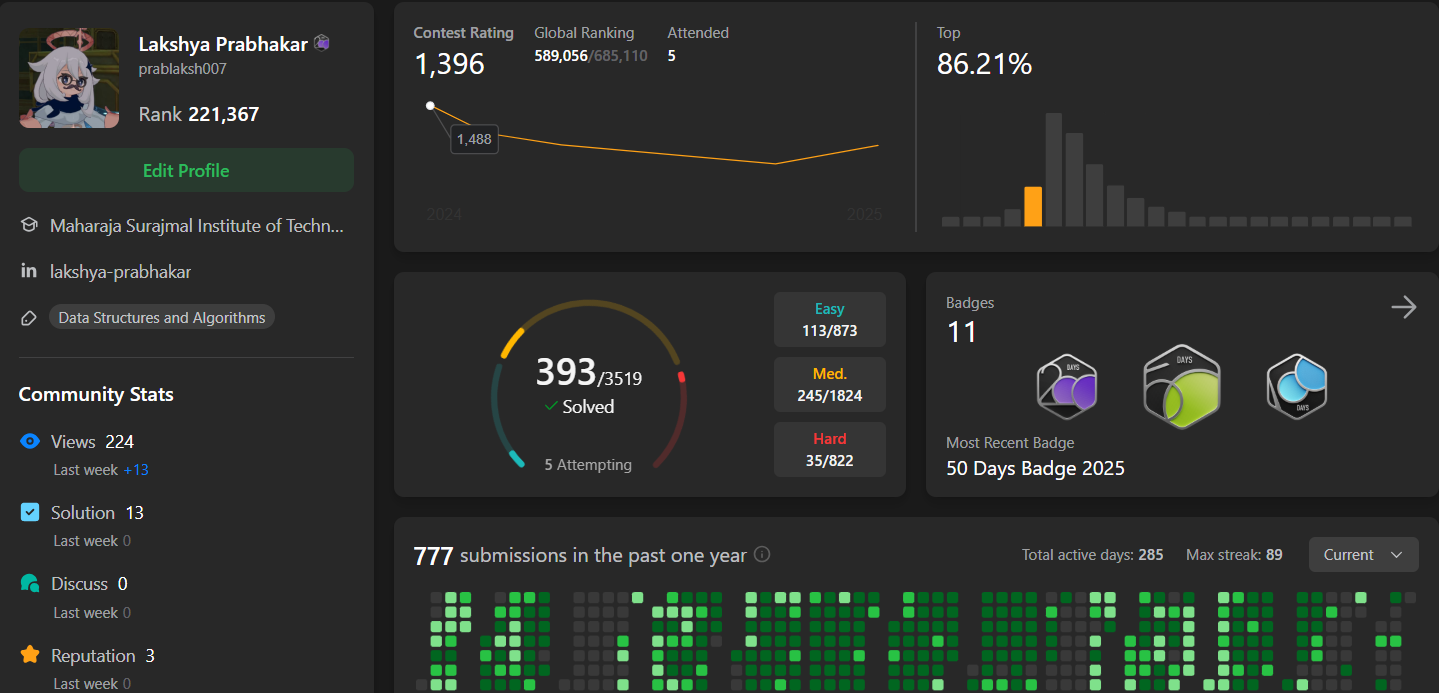 Lakshya Prabhakar
prablaksh007
Rank 221,367
Edit Profile
Maharaja Surajmal Institute of Techn...
in lakshya-prabhakar
Data Structures and Algorithms
Community Stats
Views 224
Last week +13
Solution 13
Last week 0
Discuss 0
Last week 0
Reputation 3
Last week 0
Contest Rating
1,396
Global Ranking
589,056/685,110
Attended
5
1,488
2024
2025
Top
86.21%
393/3519
Solved
5 Attempting
Easy
113/873
Med.
245/1824
Hard
35/822
Badges
11
DAYS
DAYS
DAYS
Most Recent Badge
50 Days Badge 2025
777 submissions in the past one year
Total active days: 285
Max streak: 89
Current